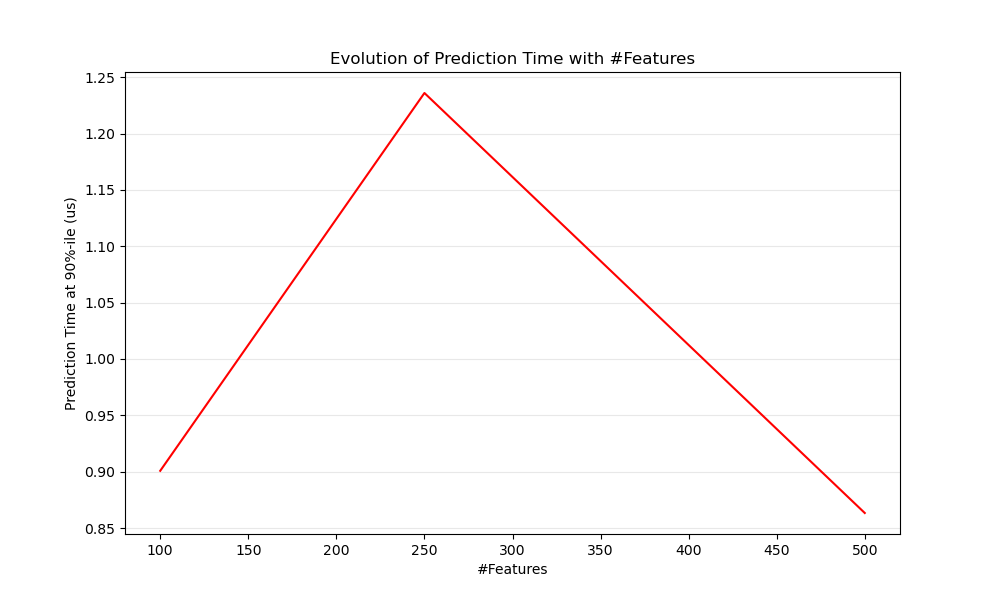 Evolution of Prediction Time with #Features
Prediction Time at 90%-ile (us)
1.25
1.20
1.15
1.10
1.05
1.00
0.95
0.90
0.85
100 150 200 250 300 350 400 450 500
#Features